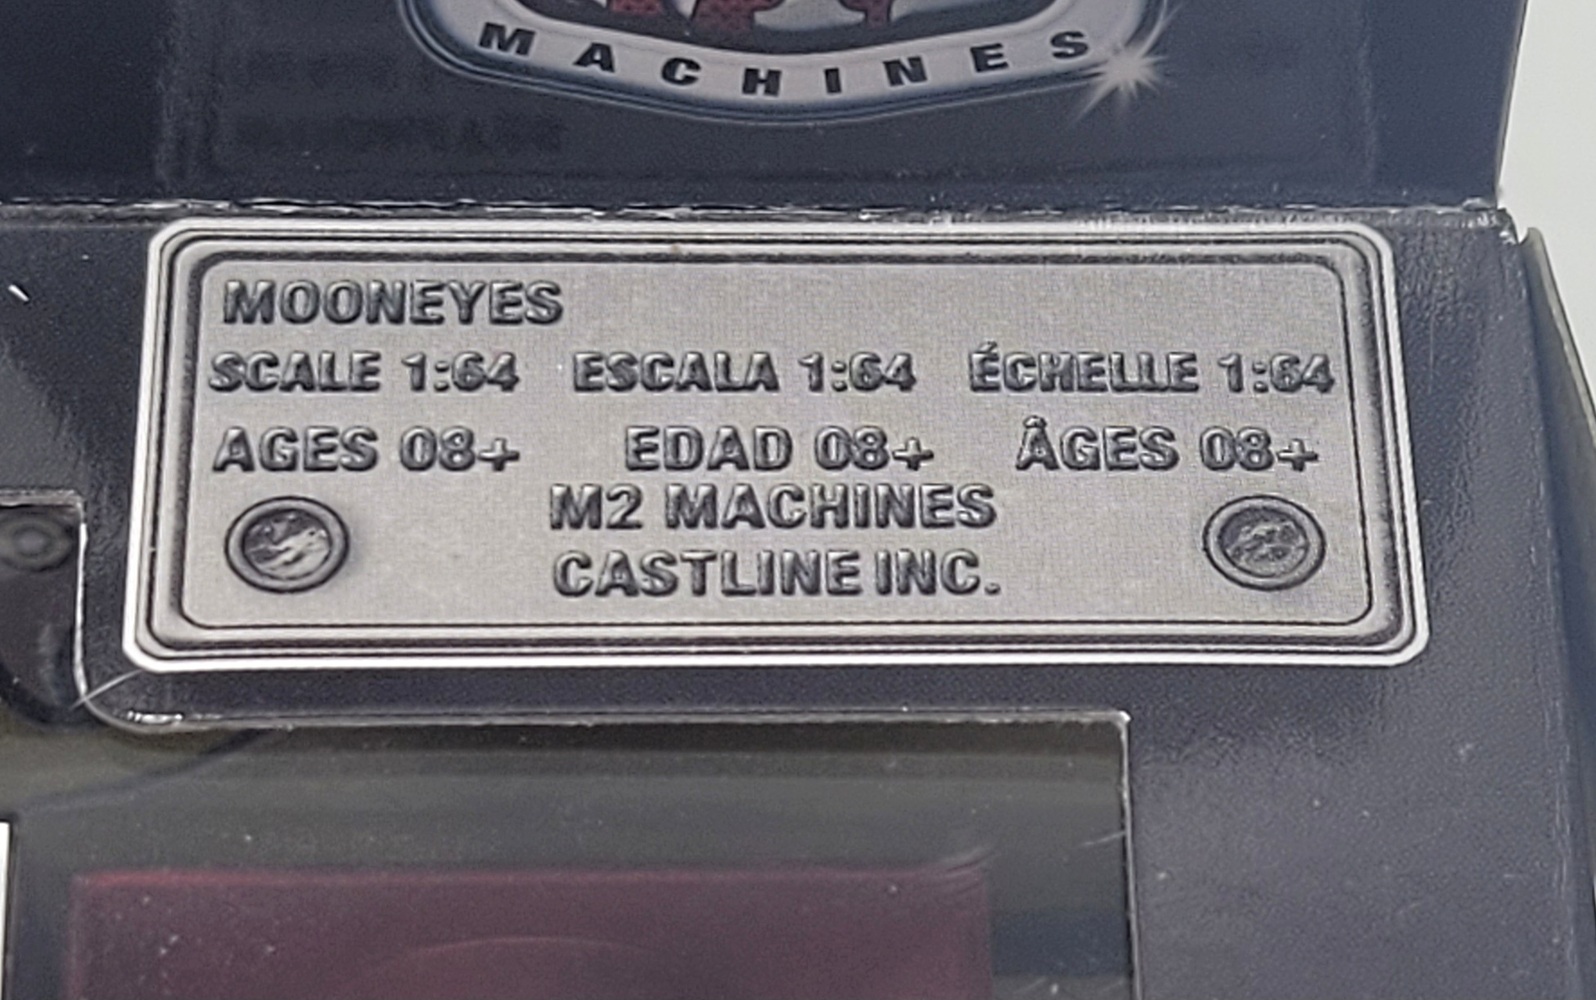 MACHINES
MOONEYES
SCALE 1:64 ESCALA 1:64 ÉCHELLE 1:64
AGES 08+ EDAD 08+ ÂGES 08+
M2 MACHINES
CASTLINE INC.